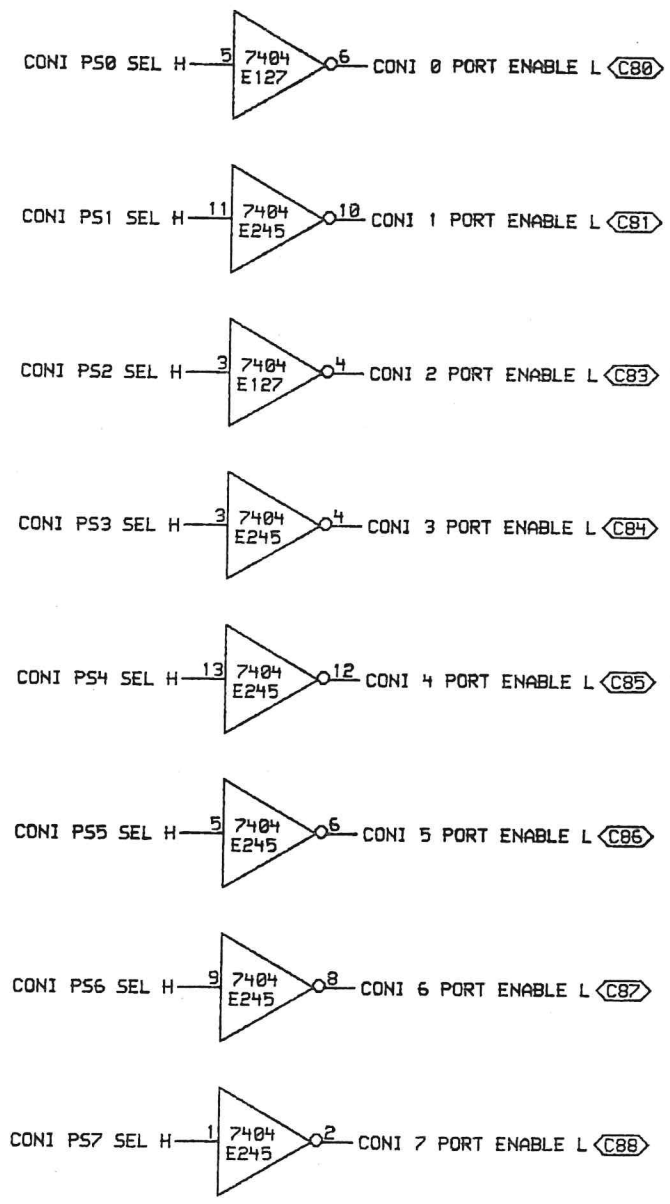 CONI PS0 SEL H 5 7404 E127 6 CONI 0 PORT ENABLE L C80
CONI PS1 SEL H 11 7404 E245 10 CONI 1 PORT ENABLE L C81
CONI PS2 SEL H 3 7404 E127 4 CONI 2 PORT ENABLE L C83
CONI PS3 SEL H 3 7404 E245 4 CONI 3 PORT ENABLE L C84
CONI PS4 SEL H 13 7404 E245 12 CONI 4 PORT ENABLE L C85
CONI PS5 SEL H 5 7404 E245 6 CONI 5 PORT ENABLE L C86
CONI PS6 SEL H 9 7404 E245 8 CONI 6 PORT ENABLE L C87
CONI PS7 SEL H 1 7404 E245 2 CONI 7 PORT ENABLE L C88